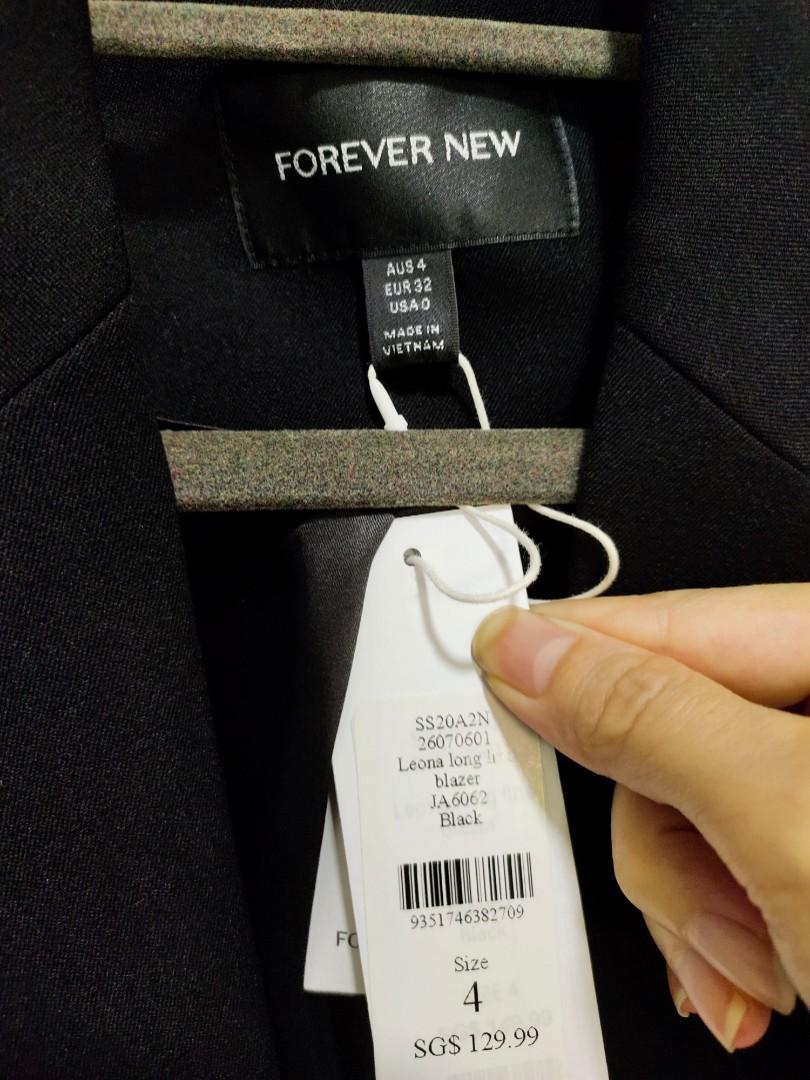 FOREVER NEW
AUS 4
EUR 32
USA 0
MADE IN
VIETNAM
SS20A2N
26070601
Leona long
blazer
JA6062
Black
9351746382709
Size
4
SG$ 129.99
FO